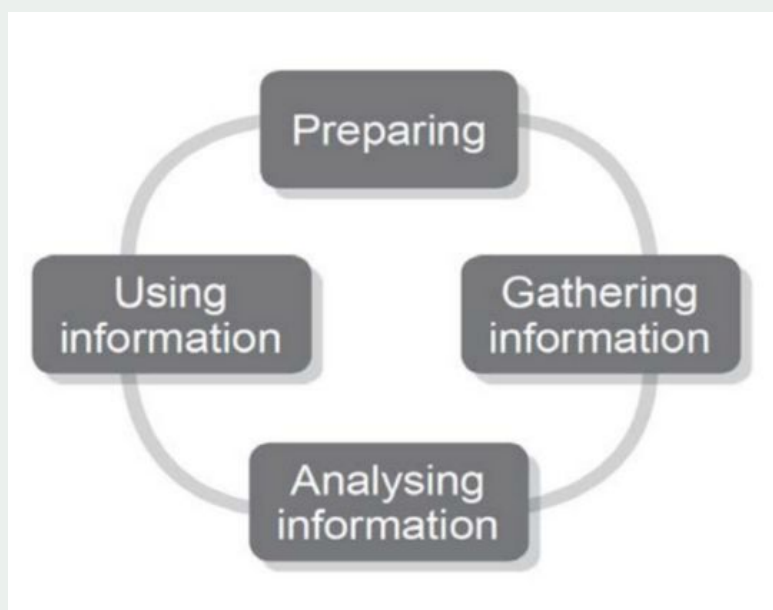 Preparing
Gathering
information
Analysing
information
Using
information